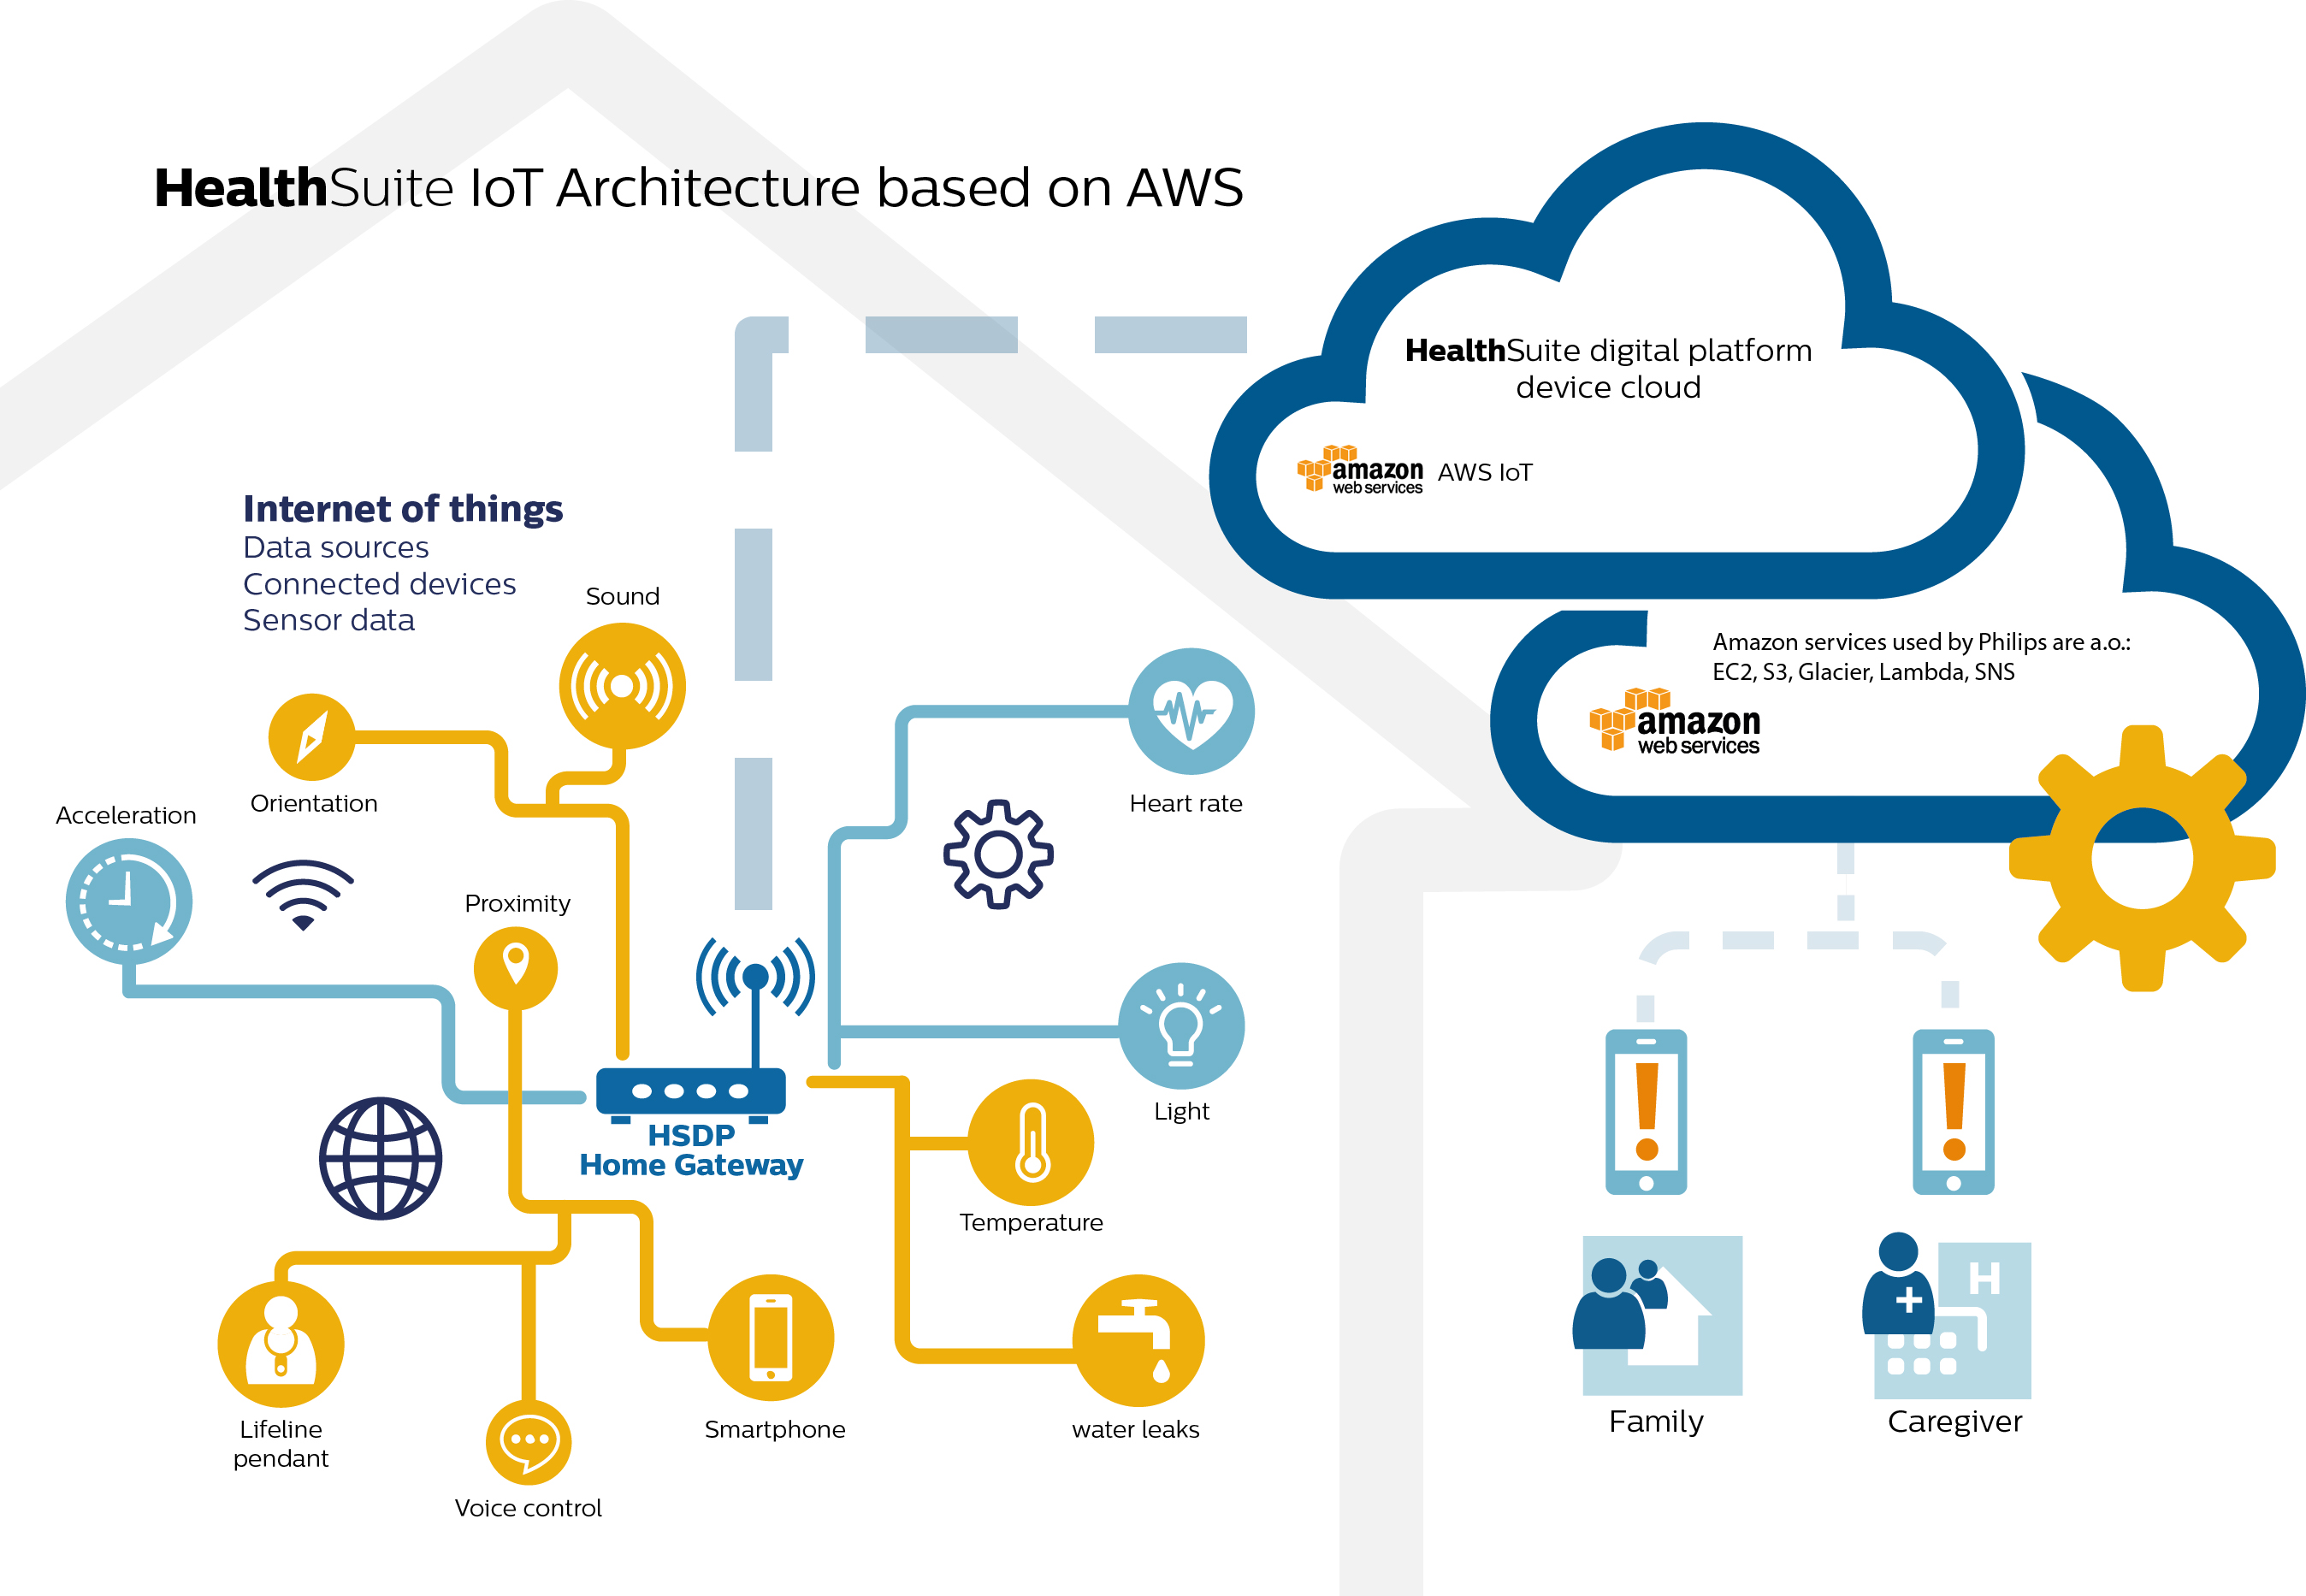 HealthSuite IoT Architecture based on AWS
HealthSuite digital platform
device cloud
amazon
web services
AWS IoT
Amazon services used by Philips are a.o.:
EC2, S3, Glacier, Lambda, SNS
amazon
web services
Internet of things
Data sources
Connected devices
Sensor data
Sound
Orientation
Acceleration
Proximity
Heart rate
Light
HSDP
Home Gateway
Temperature
Lifeline
pendant
Voice control
Smartphone
water leaks
H
Family
Caregiver